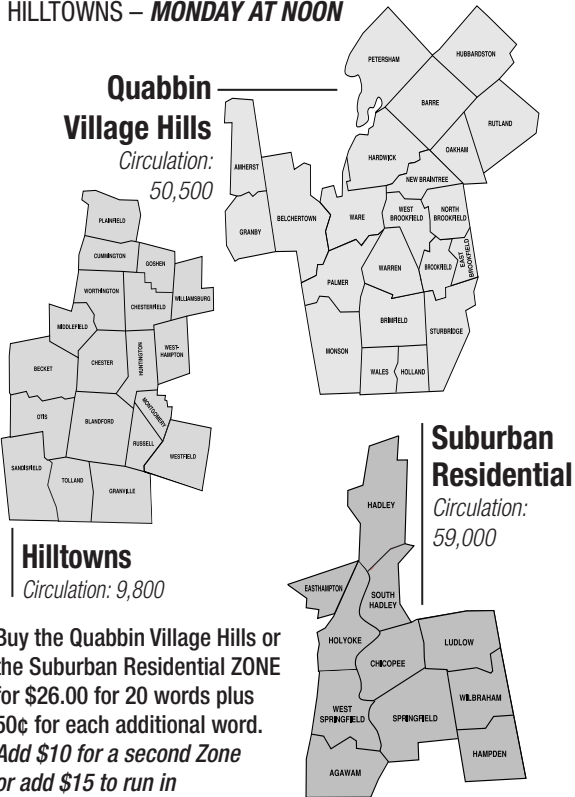 HILLTOWNS – MONDAY AT NOON
Quabbin
Village Hills
Circulation:
50,500
PETERSHAM
HUBBARDSTON
BARRE
RUTLAND
OAKHAM
HARDWICK
NEW BRAINTREE
AMHERST
BELCHERTOWN
GRANBY
WARE
WEST
BROOKFIELD
NORTH
BROOKFIELD
EAST
BROOKFIELD
BROOKFIELD
WARREN
PALMER
BRIMFIELD
STURBRIDGE
MONSON
WALES
HOLLAND
PLAINFIELD
CUMMINGTON
GOSHEN
WORTHINGTON
CHESTERFIELD
WILLIAMSBURG
MIDDLEFIELD
WEST-
HAMPTON
HUNTINGTON
CHESTER
BECKET
OTIS
BLANDFORD
MONTGOMERY
RUSSELL
WESTFIELD
SANDISFIELD
TOLLAND
GRANVILLE
Hilltowns
Circulation: 9,800
Suburban
Residential
Circulation:
59,000
HADLEY
EASTHAMPTON
SOUTH
HADLEY
HOLYOKE
CHICOPEE
LUDLOW
WEST
SPRINGFIELD
SPRINGFIELD
WILBRAHAM
HAMPDEN
AGAWAM
Buy the Quabbin Village Hills or
the Suburban Residential ZONE
for $26.00 for 20 words plus
50¢ for each additional word.
Add $10 for a second Zone
or add $15 to run in